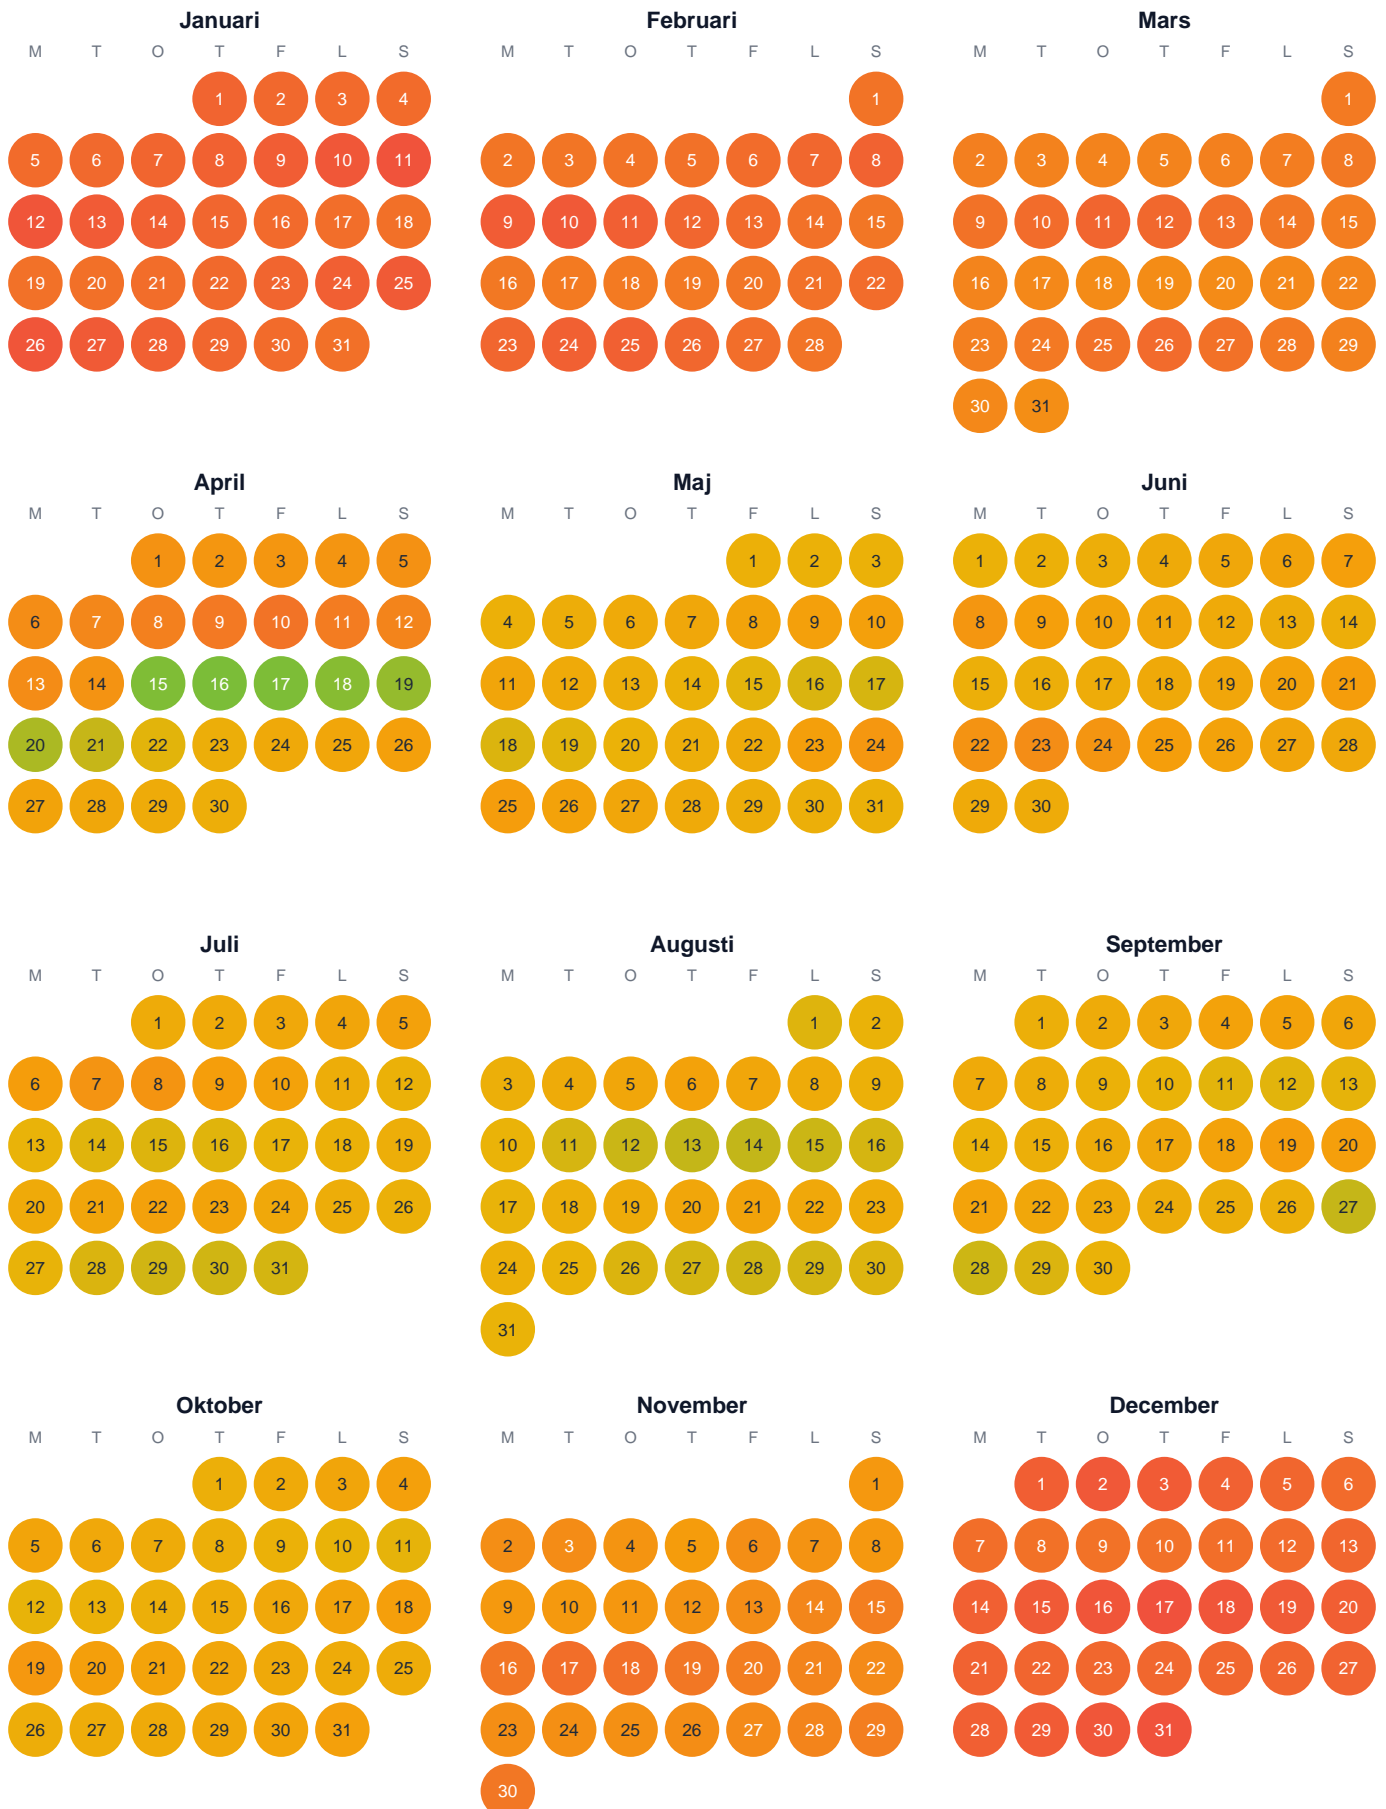 Januari Februari Mars
M T O T F L S M T O T F L S M T O T F L S
1 2 3 4 1 1
5 6 7 8 9 10 11 2 3 4 5 6 7 8 2 3 4 5 6 7 8
12 13 14 15 16 17 18 9 10 11 12 13 14 15 9 10 11 12 13 14 15
19 20 21 22 23 24 25 16 17 18 19 20 21 22 16 17 18 19 20 21 22
26 27 28 29 30 31 23 24 25 26 27 28 23 24 25 26 27 28 29
30 31
April Maj Juni
M T O T F L S M T O T F L S M T O T F L S
1 2 3 4 5 1 2 3 1 2 3 4 5 6 7
6 7 8 9 10 11 12 4 5 6 7 8 9 10 8 9 10 11 12 13 14
13 14 15 16 17 18 19 11 12 13 14 15 16 17 15 16 17 18 19 20 21
20 21 22 23 24 25 26 18 19 20 21 22 23 24 22 23 24 25 26 27 28
27 28 29 30 25 26 27 28 29 30 31 29 30
Juli Augusti September
M T O T F L S M T O T F L S M T O T F L S
1 2 3 4 5 1 2 1 2 3 4 5 6
6 7 8 9 10 11 12 3 4 5 6 7 8 9 7 8 9 10 11 12 13
13 14 15 16 17 18 19 10 11 12 13 14 15 16 14 15 16 17 18 19 20
20 21 22 23 24 25 26 17 18 19 20 21 22 23 21 22 23 24 25 26 27
27 28 29 30 31 24 25 26 27 28 29 30 28 29 30
31
Oktober November December
M T O T F L S M T O T F L S M T O T F L S
1 2 3 4 1 1 2 3 4 5 6
5 6 7 8 9 10 11 2 3 4 5 6 7 8 7 8 9 10 11 12 13
12 13 14 15 16 17 18 9 10 11 12 13 14 15 14 15 16 17 18 19 20
19 20 21 22 23 24 25 16 17 18 19 20 21 22 21 22 23 24 25 26 27
26 27 28 29 30 31 23 24 25 26 27 28 29 28 29 30 31
30